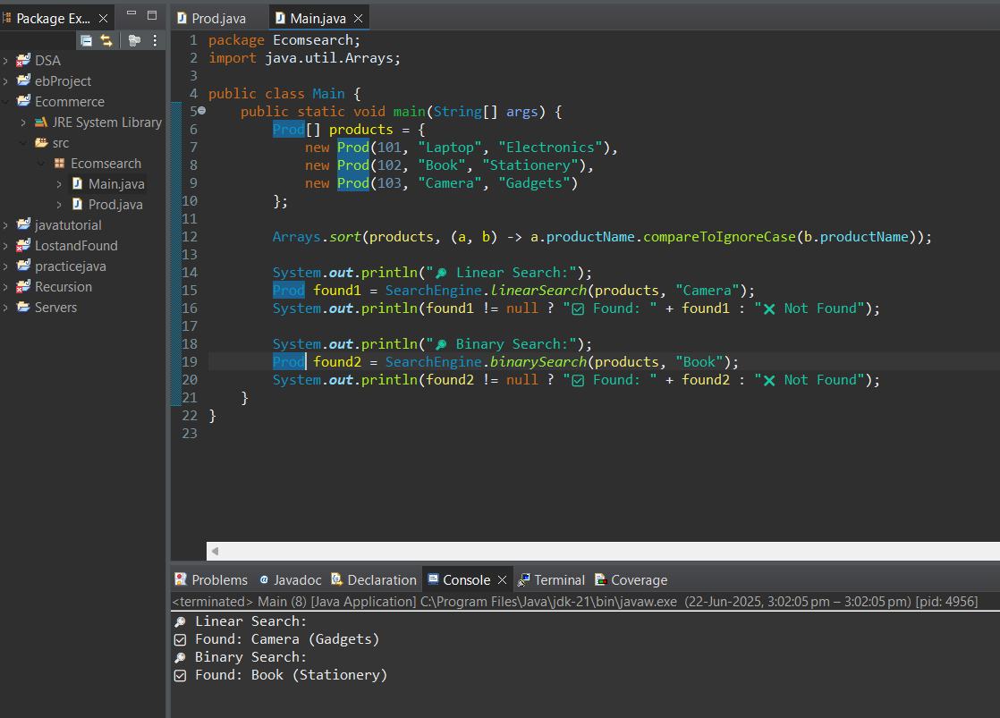 Package Ex...
DSA
ebProject
Ecommerce
JRE System Library
src
Ecomsearch
Main.java
Prod.java
javatutorial
LostandFound
practicejava
Recursion
Servers
Prod.java Main.java
1 package Ecomsearch;
2 import java.util.Arrays;
3
4 public class Main {
5 public static void main(String[] args) {
6 Prod[] products = {
7 new Prod(101, "Laptop", "Electronics"),
8 new Prod(102, "Book", "Stationery"),
9 new Prod(103, "Camera", "Gadgets")
10 };
11
12 Arrays.sort(products, (a, b) -> a.productName.compareToIgnoreCase(b.productName));
13
14 System.out.println("🔎 Linear Search:");
15 Prod found1 = SearchEngine.linearSearch(products, "Camera");
16 System.out.println(found1 != null ? "✅ Found: " + found1 : "❌ Not Found");
17
18 System.out.println("🔎 Binary Search:");
19 Prod found2 = SearchEngine.binarySearch(products, "Book");
20 System.out.println(found2 != null ? "✅ Found: " + found2 : "❌ Not Found");
21 }
22 }
23
Problems Javadoc Declaration Console Terminal Coverage
<terminated> Main (8) [Java Application] C:\Program Files\Java\jdk-21\bin\javaw.exe (22-Jun-2025, 3:02:05 pm – 3:02:05 pm) [pid: 4956]
🔎 Linear Search:
✅ Found: Camera (Gadgets)
🔎 Binary Search:
✅ Found: Book (Stationery)